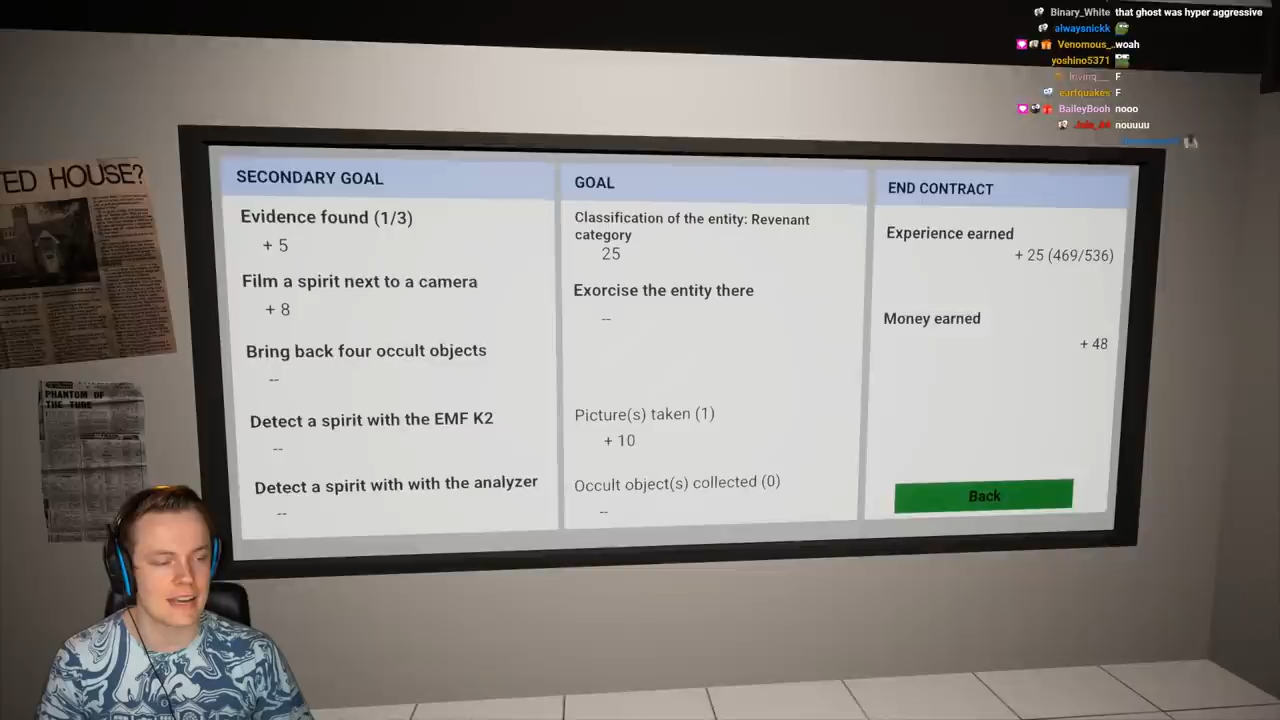 Binary_White that ghost was hyper aggressive
alwaysnickk
Venomous_.. woah
yoshino5371
F
eurfquakes F
BaileyBooh nooo
nouuuu
TED HOUSE?
PHANTOM OF
THE TUBE
SECONDARY GOAL
Evidence found (1/3)
+ 5
Film a spirit next to a camera
+ 8
Bring back four occult objects
--
Detect a spirit with the EMF K2
--
Detect a spirit with with the analyzer
--
GOAL
Classification of the entity: Revenant
category
25
Exorcise the entity there
--
Picture(s) taken (1)
+ 10
Occult object(s) collected (0)
--
END CONTRACT
Experience earned
+ 25 (469/536)
Money earned
+ 48
Back